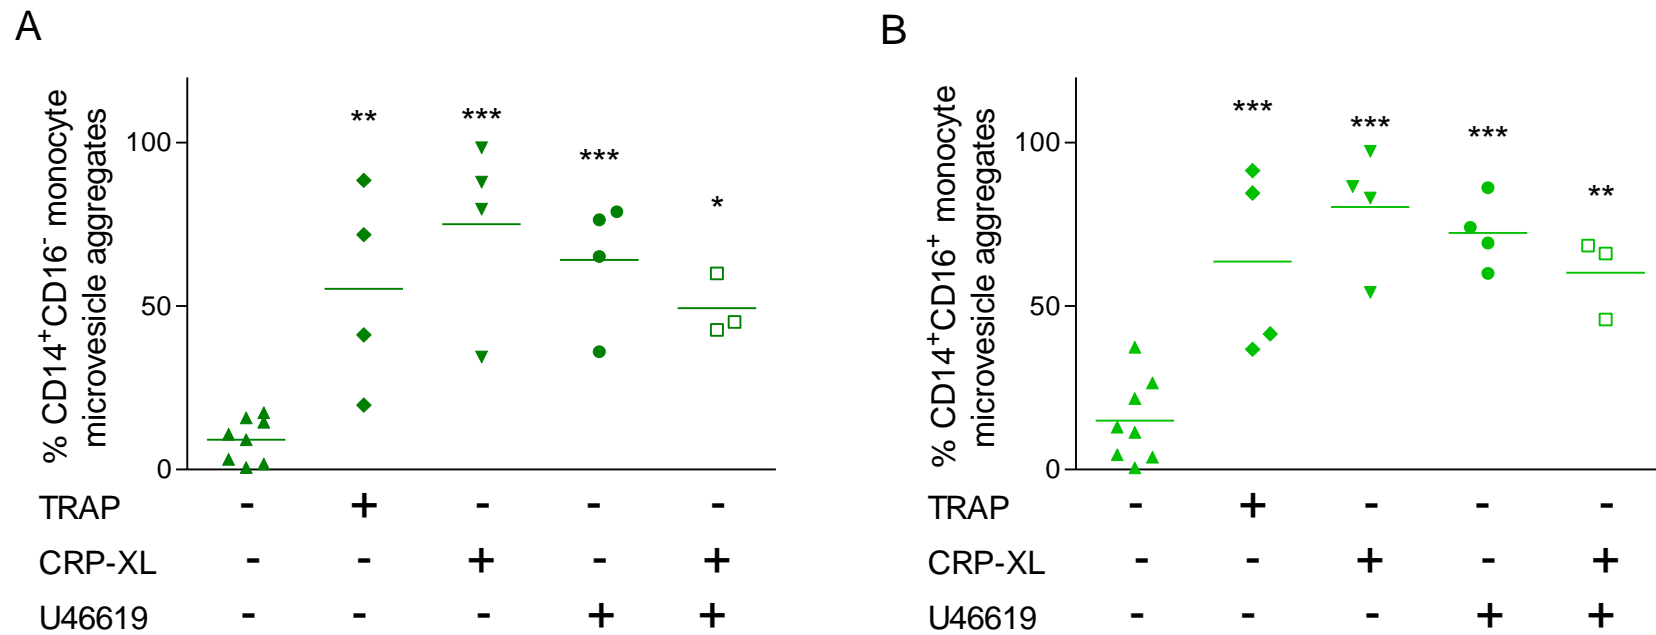 A
% CD14⁺CD16⁻ monocyte
microvesicle aggregates
100
50
0
** *** *** *
TRAP - + - - -
CRP-XL - - + - +
U46619 - - - + +
B
% CD14⁺CD16⁺ monocyte
microvesicle aggregates
100
50
0
*** *** *** **
TRAP - + - - -
CRP-XL - - + - +
U46619 - - - + +